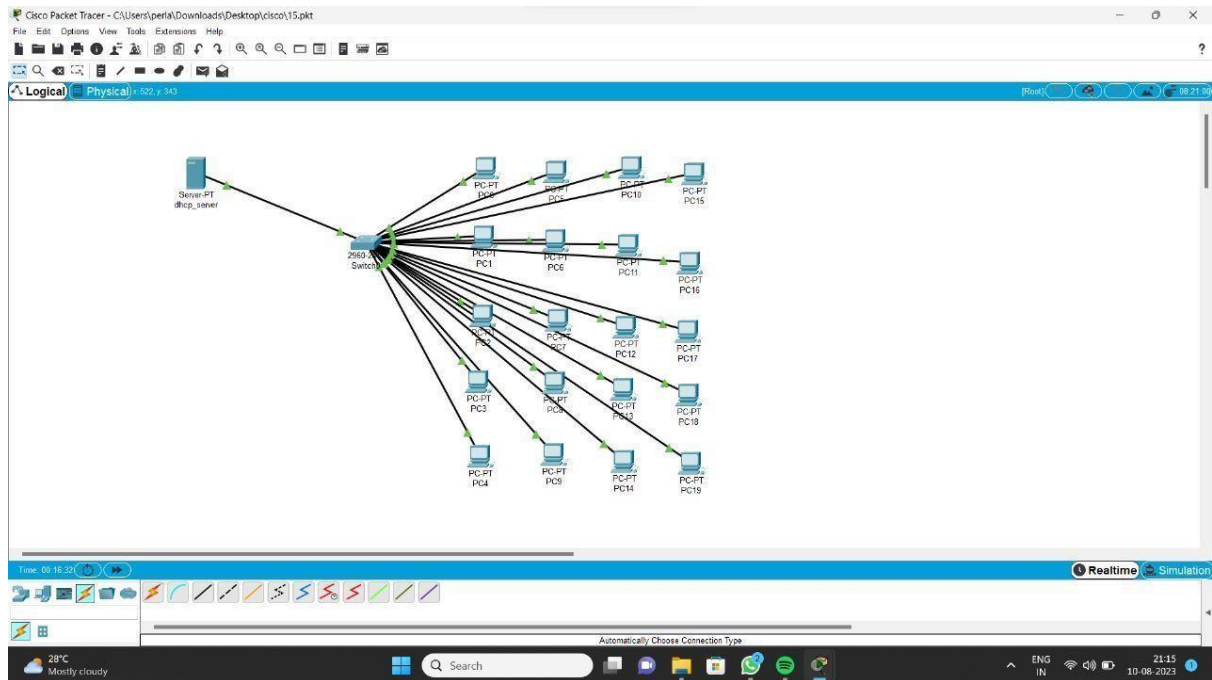 Cisco Packet Tracer - C:\Users\perla\Downloads\Desktop\cisco\15.pkt
File Edit Options View Tools Extensions Help
?
Logical Physical x: 522, y: 343
[Root] 08:21:00
Server-PT
dhcp_server
2960-2
Switch
PC-PT
PC0
PC-PT
PC5
PC-PT
PC10
PC-PT
PC15
PC-PT
PC1
PC-PT
PC6
PC-PT
PC11
PC-PT
PC16
PC-PT
PC2
PC-PT
PC7
PC-PT
PC12
PC-PT
PC17
PC-PT
PC3
PC-PT
PC8
PC-PT
PC13
PC-PT
PC18
PC-PT
PC4
PC-PT
PC9
PC-PT
PC14
PC-PT
PC19
Time: 00:16:32
Realtime Simulation
Automatically Choose Connection Type
28°C
Mostly cloudy
Search
ENG
IN
21:15
10-08-2023